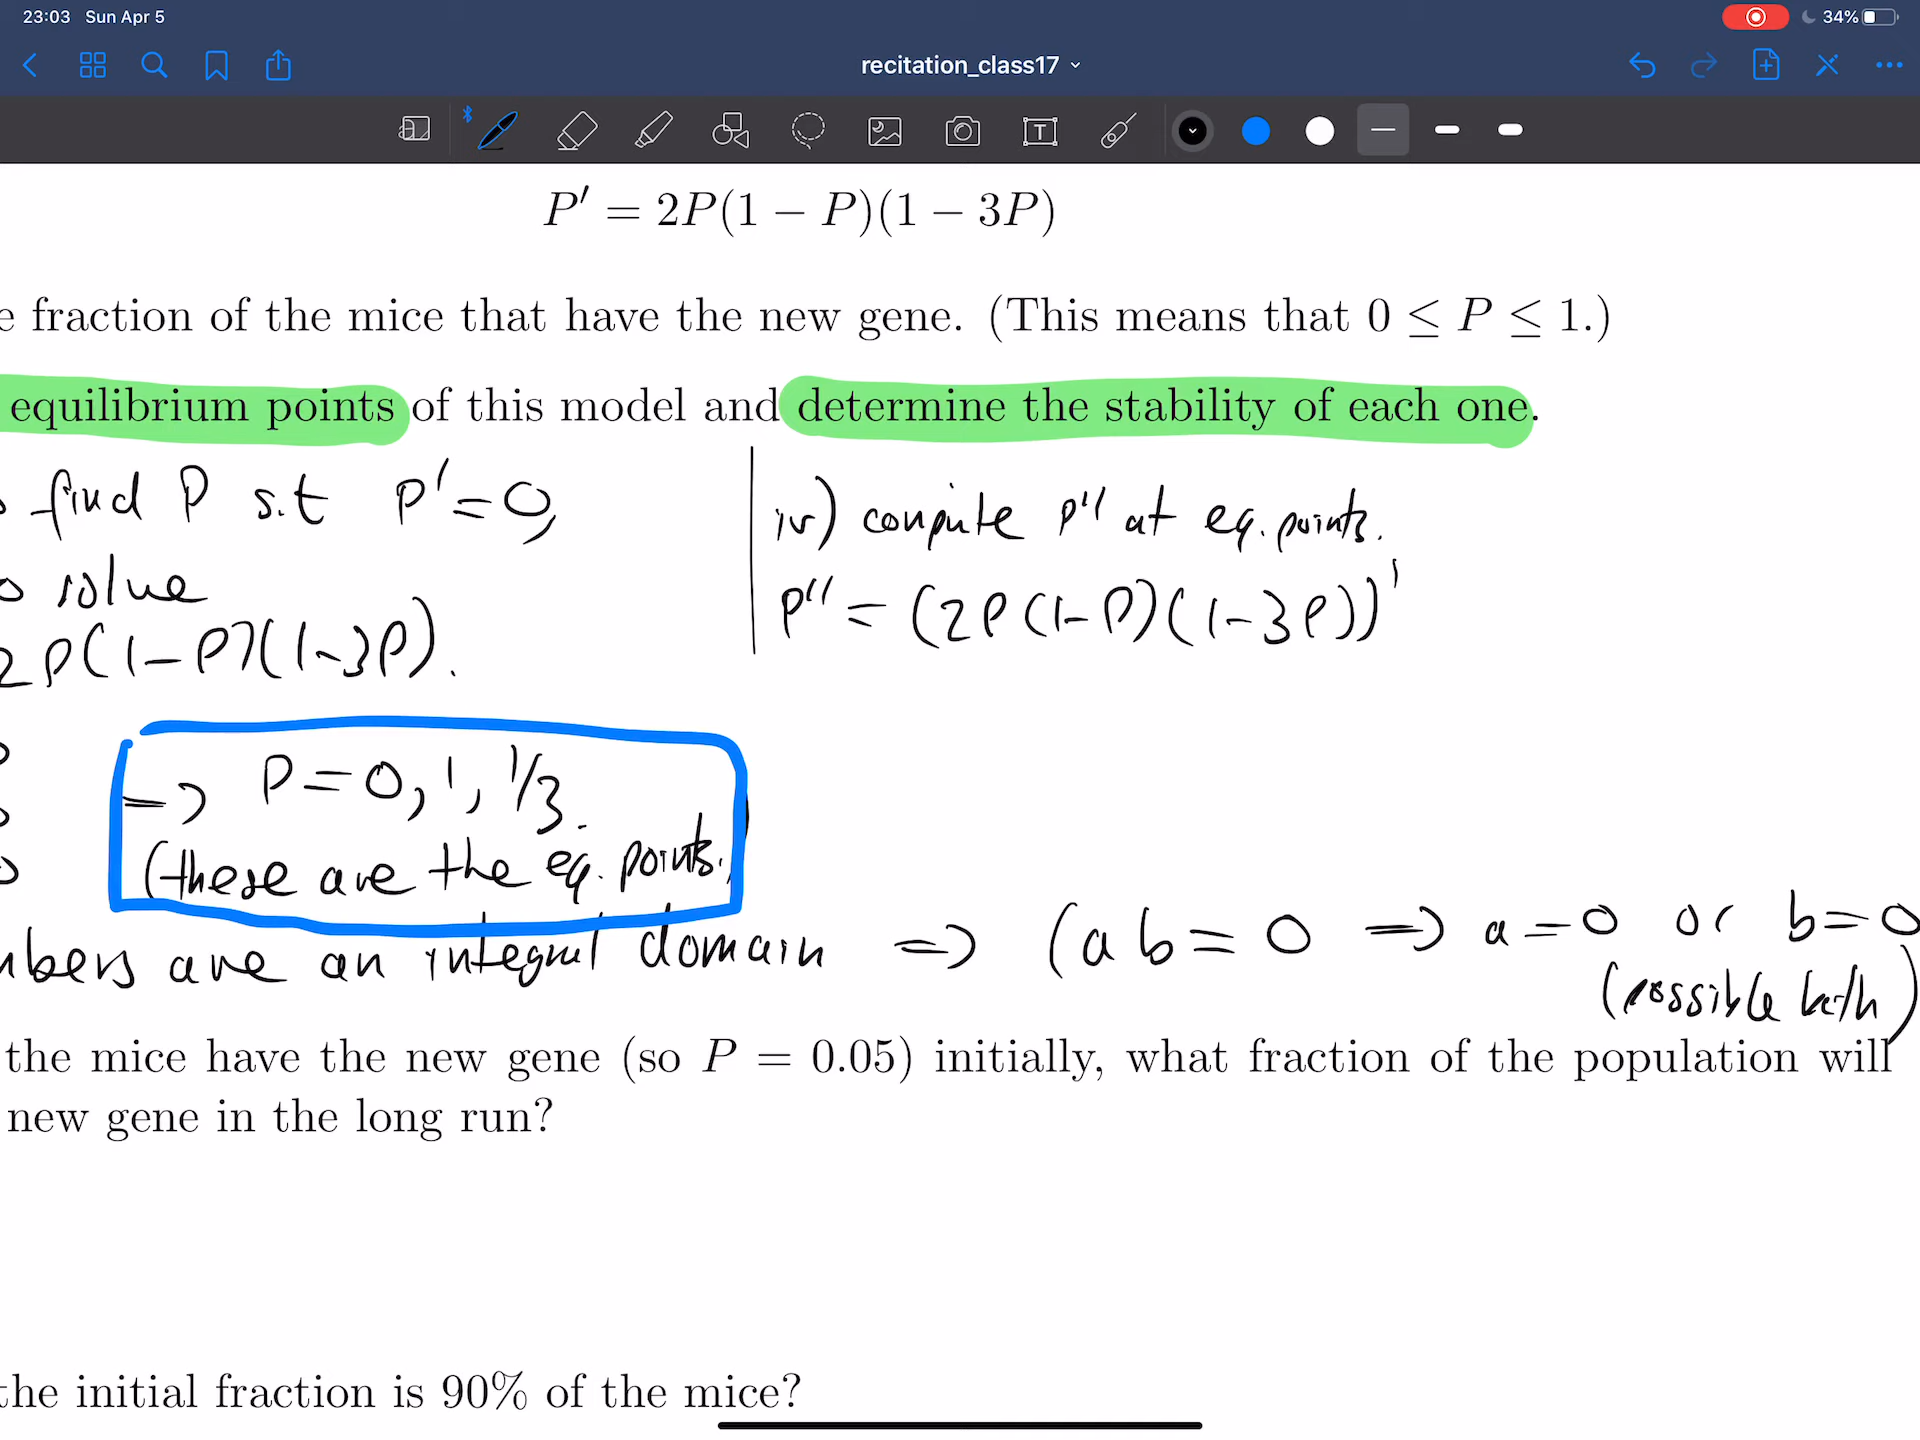 23:03 Sun Apr 5
34%
recitation_class17
P′ = 2P(1 − P)(1 − 3P)
e fraction of the mice that have the new gene. (This means that 0 ≤ P ≤ 1.)
equilibrium points of this model and determine the stability of each one.
find P s.t P′=0,
solve
2P(1-P)(1-3P).
iv) compute P″ at eq. points.
P″ = (2P(1-P)(1-3P))′
=> P=0, 1, 1/3.
(these are the eq. points.
mbers are an integral domain => (ab=0 => a=0 or b=0
(possible both)
the mice have the new gene (so P = 0.05) initially, what fraction of the population will
new gene in the long run?
the initial fraction is 90% of the mice?